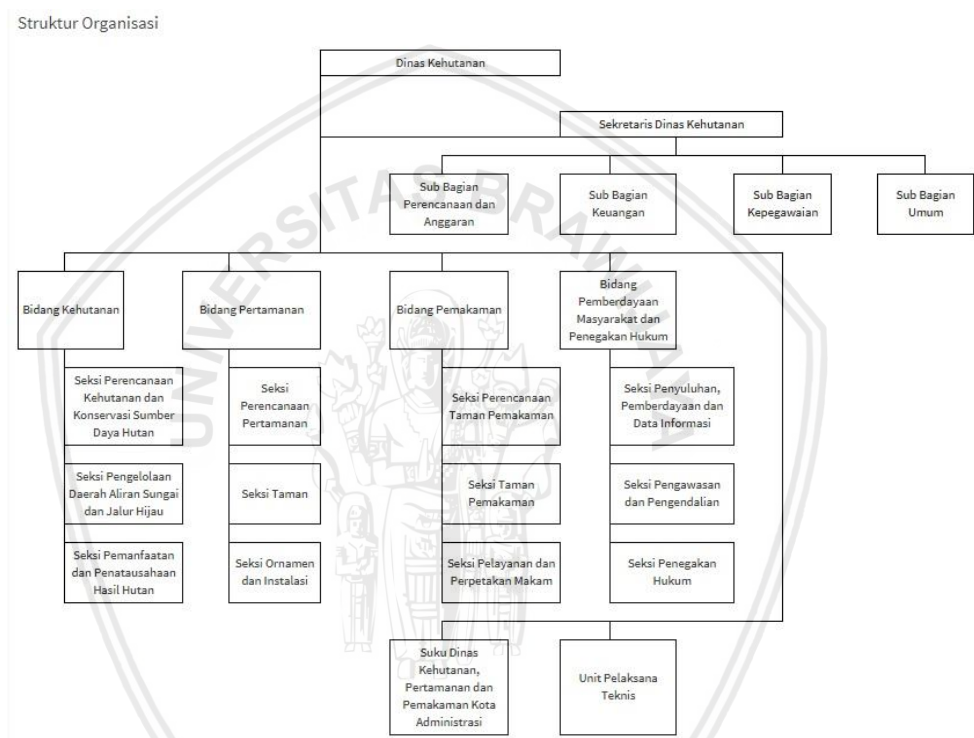 Struktur Organisasi
Dinas Kehutanan
Sekretaris Dinas Kehutanan
Sub Bagian
Perencanaan dan
Anggaran
Sub Bagian
Keuangan
Sub Bagian
Kepegawaian
Sub Bagian
Umum
Bidang Kehutanan
Bidang Pertamanan
Bidang Pemakaman
Bidang
Pemberdayaan
Masyarakat dan
Penegakan Hukum
Seksi Perencanaan
Kehutanan dan
Konservasi Sumber
Daya Hutan
Seksi
Perencanaan
Pertamanan
Seksi Perencanaan
Taman Pemakaman
Seksi Penyuluhan,
Pemberdayaan dan
Data Informasi
Seksi Pengelolaan
Daerah Aliran Sungai
dan Jalur Hijau
Seksi Taman
Seksi Taman
Pemakaman
Seksi Pengawasan
dan Pengendalian
Seksi Pemanfaatan
dan Penatausahaan
Hasil Hutan
Seksi Ornamen
dan Instalasi
Seksi Pelayanan dan
Perpetakan Makam
Seksi Penegakan
Hukum
Suku Dinas
Kehutanan,
Pertamanan dan
Pemakaman Kota
Administrasi
Unit Pelaksana
Teknis
UNIVERSITAS BRAWIJAYA